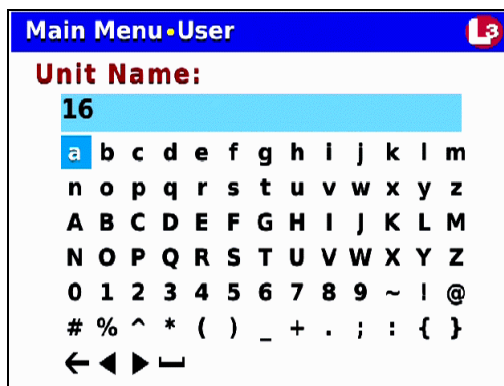 Main Menu•User
L3
Unit Name:
16
a b c d e f g h i j k l m
n o p q r s t u v w x y z
A B C D E F G H I J K L M
N O P Q R S T U V W X Y Z
0 1 2 3 4 5 6 7 8 9 ~ ! @
# % ^ * ( ) _ + . ; : { }
← ◀ ▶ ⎵